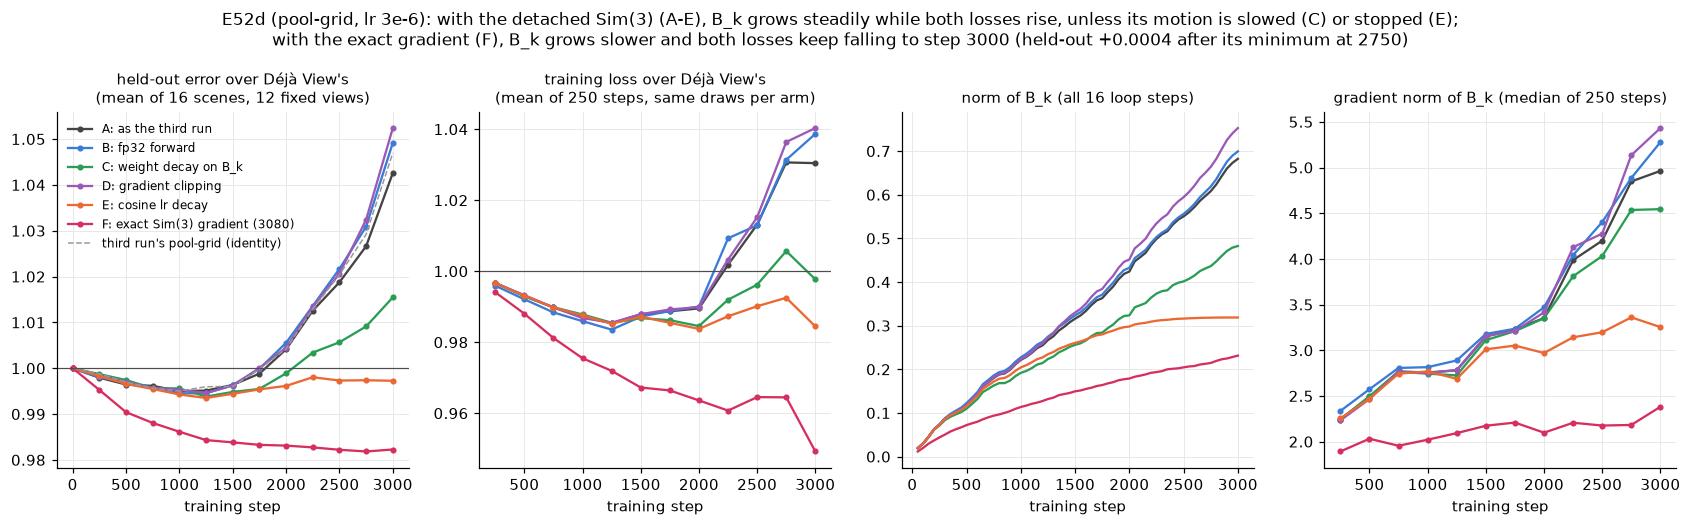 E52d (pool-grid, lr 3e-6): with the detached Sim(3) (A-E), B_k grows steadily while both losses rise, unless its motion is slowed (C) or stopped (E);
with the exact gradient (F), B_k grows slower and both losses keep falling to step 3000 (held-out +0.0004 after its minimum at 2750)
held-out error over Déjà View's
(mean of 16 scenes, 12 fixed views)
1.05
1.04
1.03
1.02
1.01
1.00
0.99
0.98
A: as the third run
B: fp32 forward
C: weight decay on B_k
D: gradient clipping
E: cosine lr decay
F: exact Sim(3) gradient (3080)
third run's pool-grid (identity)
0 500 1000 1500 2000 2500 3000
training step
training loss over Déjà View's
(mean of 250 steps, same draws per arm)
1.04
1.02
1.00
0.98
0.96
500 1000 1500 2000 2500 3000
training step
norm of B_k (all 16 loop steps)
0.7
0.6
0.5
0.4
0.3
0.2
0.1
0.0
0 500 1000 1500 2000 2500 3000
training step
gradient norm of B_k (median of 250 steps)
5.5
5.0
4.5
4.0
3.5
3.0
2.5
2.0
500 1000 1500 2000 2500 3000
training step